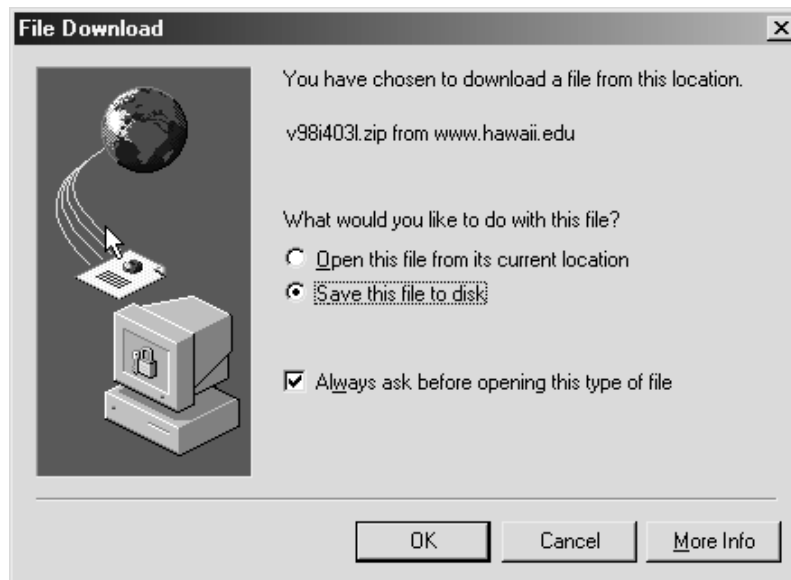 File Download
You have chosen to download a file from this location.
v98i403l.zip from www.hawaii.edu
What would you like to do with this file?
Open this file from its current location
Save this file to disk
Always ask before opening this type of file
OK
Cancel
More Info